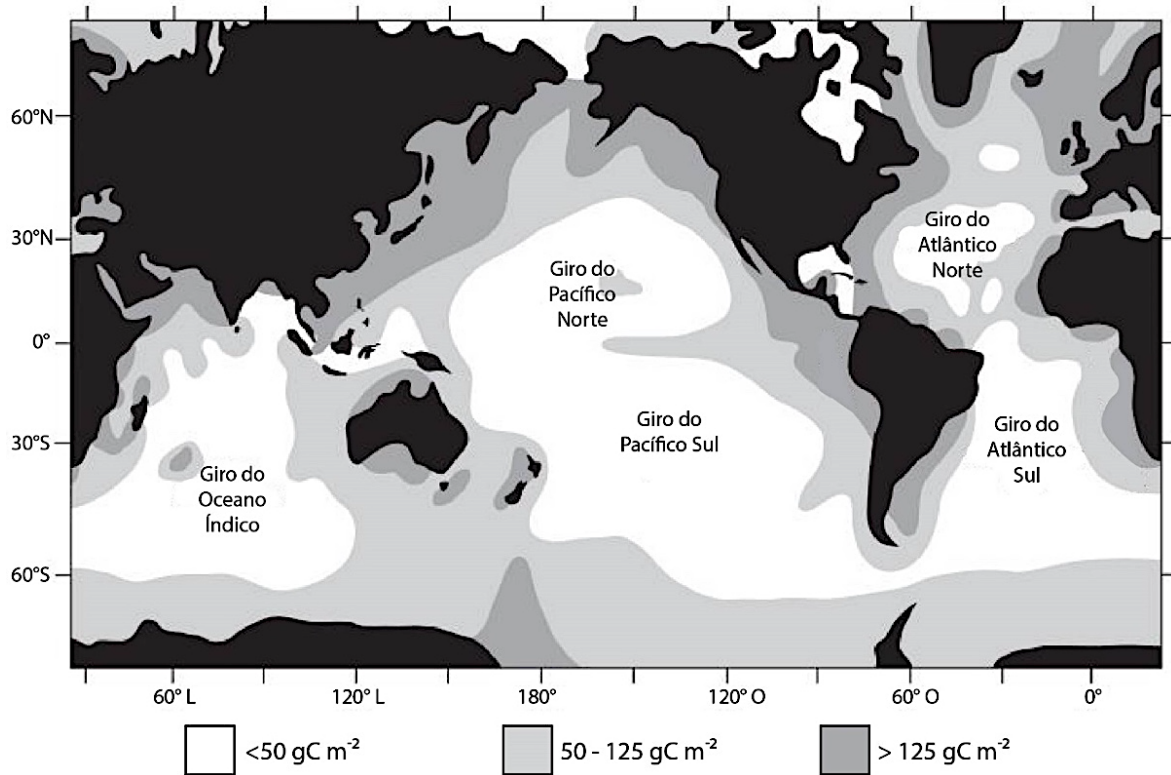 60°N
30°N
0°
30°S
60°S
Giro do
Pacífico
Norte
Giro do
Atlântico
Norte
Giro do
Pacífico Sul
Giro do
Atlântico
Sul
Giro do
Oceano
Índico
60° L
120° L
180°
120° O
60° O
0°
<50 gC m⁻²
50 - 125 gC m⁻²
> 125 gC m⁻²